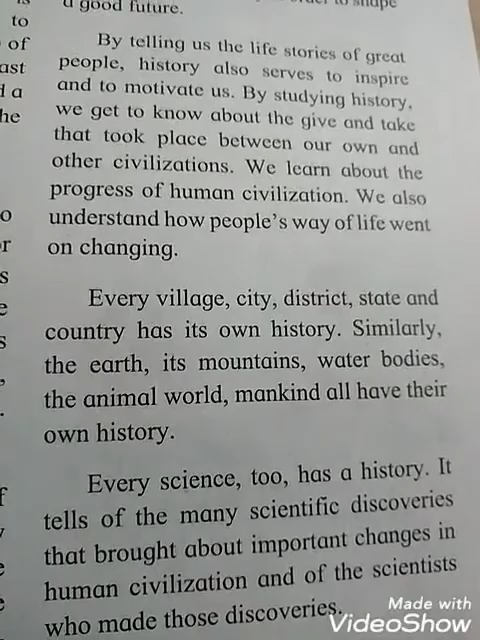 to shape
a good future.
to
of
ast
d a
he
By telling us the life stories of great
people, history also serves to inspire
and to motivate us. By studying history,
we get to know about the give and take
that took place between our own and
other civilizations. We learn about the
progress of human civilization. We also
understand how people's way of life went
on changing.
Every village, city, district, state and
country has its own history. Similarly,
the earth, its mountains, water bodies,
the animal world, mankind all have their
own history.
Every science, too, has a history. It
tells of the many scientific discoveries
that brought about important changes in
human civilization and of the scientists
who made those discoveries.
Made with
VideoShow